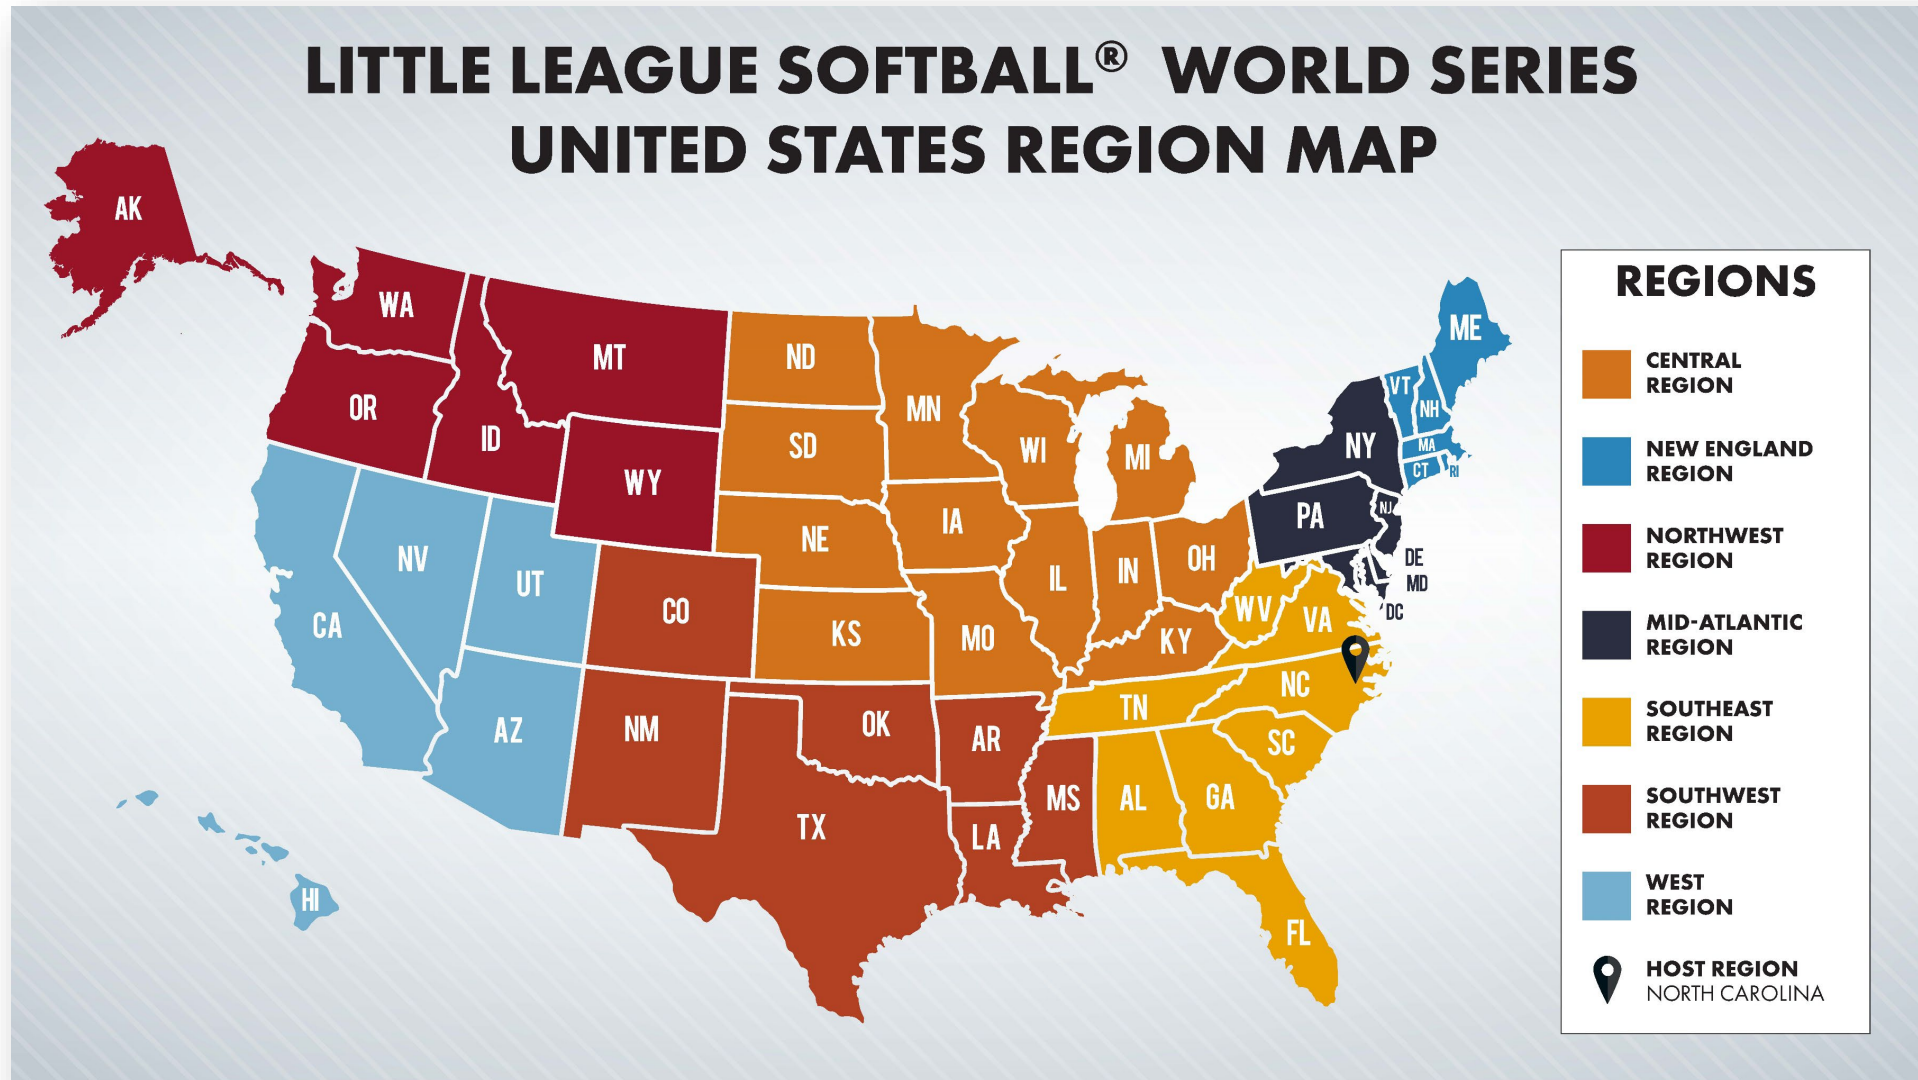 LITTLE LEAGUE SOFTBALL® WORLD SERIES
UNITED STATES REGION MAP
AK
WA
MT
ND
MN
OR
ID
SD
WI
MI
WY
NE
IA
NV
UT
CO
CA
KS
MO
IL
IN
OH
KY
WV
VA
PA
NY
NJ
VT
NH
ME
MA
CT
RI
DE
MD
DC
AZ
NM
OK
AR
TN
NC
SC
TX
LA
MS
AL
GA
FL
HI
REGIONS
CENTRAL
REGION
NEW ENGLAND
REGION
NORTHWEST
REGION
MID-ATLANTIC
REGION
SOUTHEAST
REGION
SOUTHWEST
REGION
WEST
REGION
HOST REGION
NORTH CAROLINA